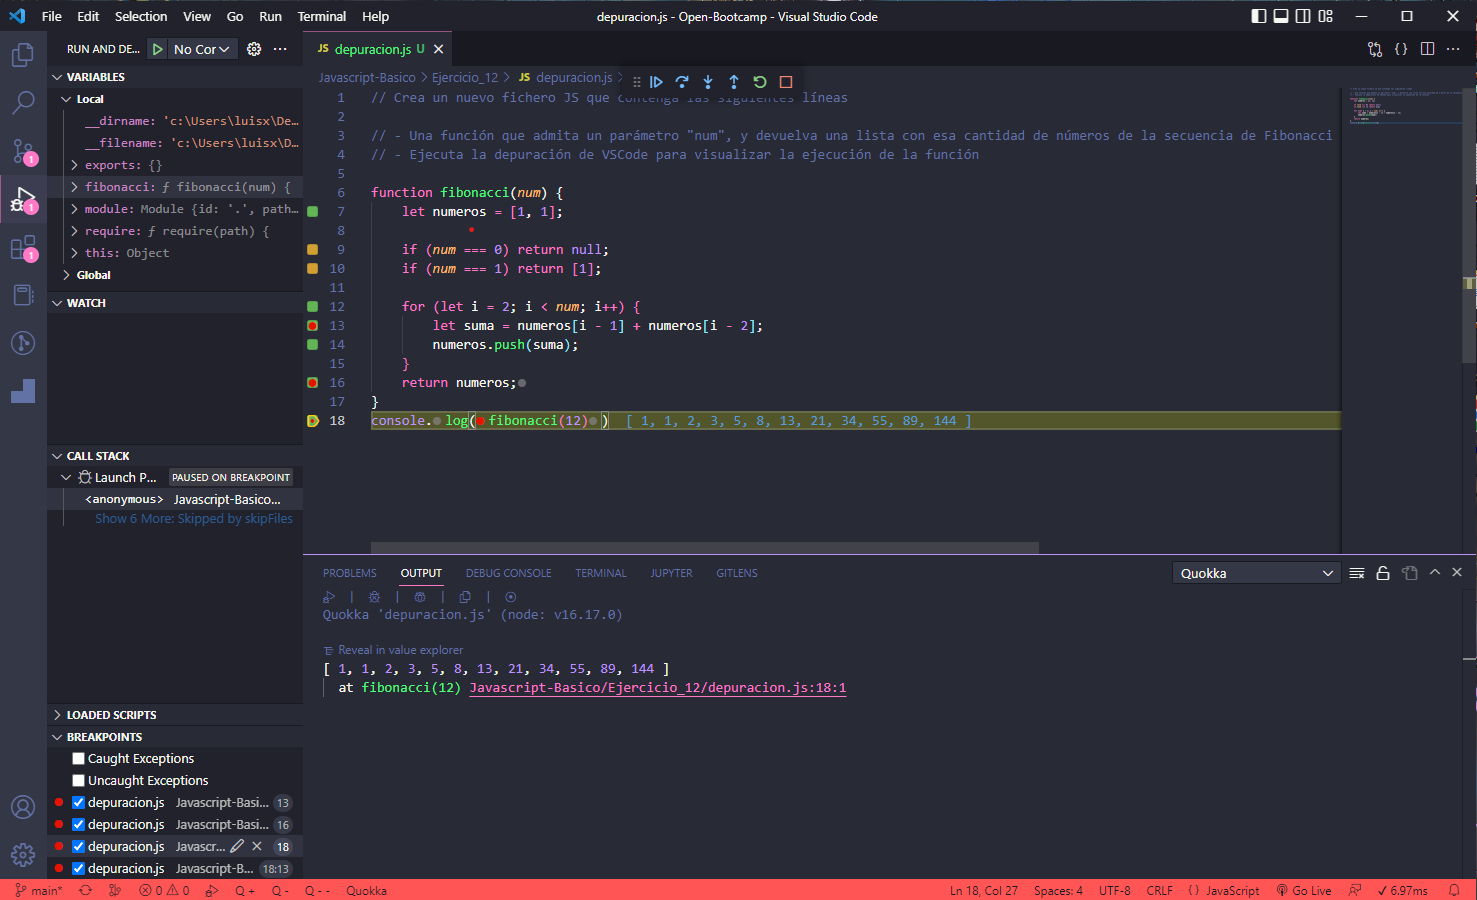 File Edit Selection View Go Run Terminal Help
depuracion.js - Open-Bootcamp - Visual Studio Code
RUN AND DE... No Cor
JS depuracion.js U
VARIABLES
Local
__dirname: 'c:\Users\luisx\De...
__filename: 'c:\Users\luisx\D...
exports: {}
fibonacci: ƒ fibonacci(num) {
module: Module {id: '.', path...
require: ƒ require(path) {
this: Object
Global
WATCH
CALL STACK
Launch P... PAUSED ON BREAKPOINT
<anonymous> Javascript-Basico...
Show 6 More: Skipped by skipFiles
LOADED SCRIPTS
BREAKPOINTS
Caught Exceptions
Uncaught Exceptions
depuracion.js Javascript-Basi... 13
depuracion.js Javascript-Basi... 16
depuracion.js Javascr... 18
depuracion.js Javascript-B... 18:13
1
1
1
Javascript-Basico > Ejercicio_12 > JS depuracion.js >
1 // Crea un nuevo fichero JS que contenga las siguientes líneas
2
3 // - Una función que admita un parámetro "num", y devuelva una lista con esa cantidad de números de la secuencia de Fibonacci
4 // - Ejecuta la depuración de VSCode para visualizar la ejecución de la función
5
6 function fibonacci(num) {
7 let numeros = [1, 1];
8
9 if (num === 0) return null;
10 if (num === 1) return [1];
11
12 for (let i = 2; i < num; i++) {
13 let suma = numeros[i - 1] + numeros[i - 2];
14 numeros.push(suma);
15 }
16 return numeros;
17 }
18 console.log(fibonacci(12)) [ 1, 1, 2, 3, 5, 8, 13, 21, 34, 55, 89, 144 ]
PROBLEMS OUTPUT DEBUG CONSOLE TERMINAL JUPYTER GITLENS
Quokka
Quokka 'depuracion.js' (node: v16.17.0)
Reveal in value explorer
[ 1, 1, 2, 3, 5, 8, 13, 21, 34, 55, 89, 144 ]
at fibonacci(12) Javascript-Basico/Ejercicio_12/depuracion.js:18:1
main* 0 0 Q + Q - Q - - Quokka
Ln 18, Col 27 Spaces: 4 UTF-8 CRLF {} JavaScript Go Live ✓ 6.97ms